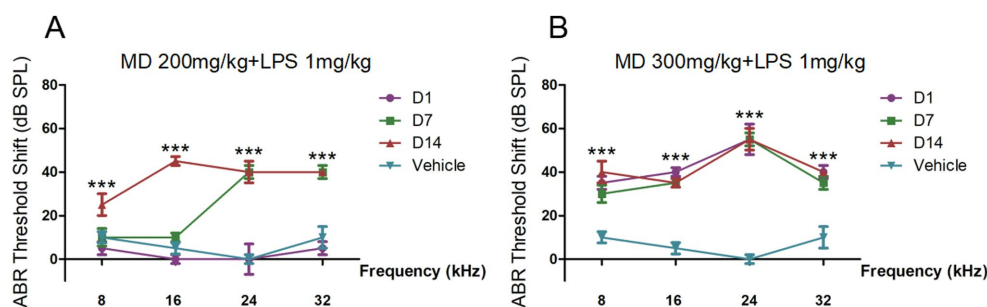 A
MD 200mg/kg+LPS 1mg/kg
ABR Threshold Shift (dB SPL)
80
60
40
20
0
***
***
***
***
D1
D7
D14
Vehicle
Frequency (kHz)
8 16 24 32
B
MD 300mg/kg+LPS 1mg/kg
ABR Threshold Shift (dB SPL)
80
60
40
20
0
***
***
***
***
D1
D7
D14
Vehicle
Frequency (kHz)
8 16 24 32